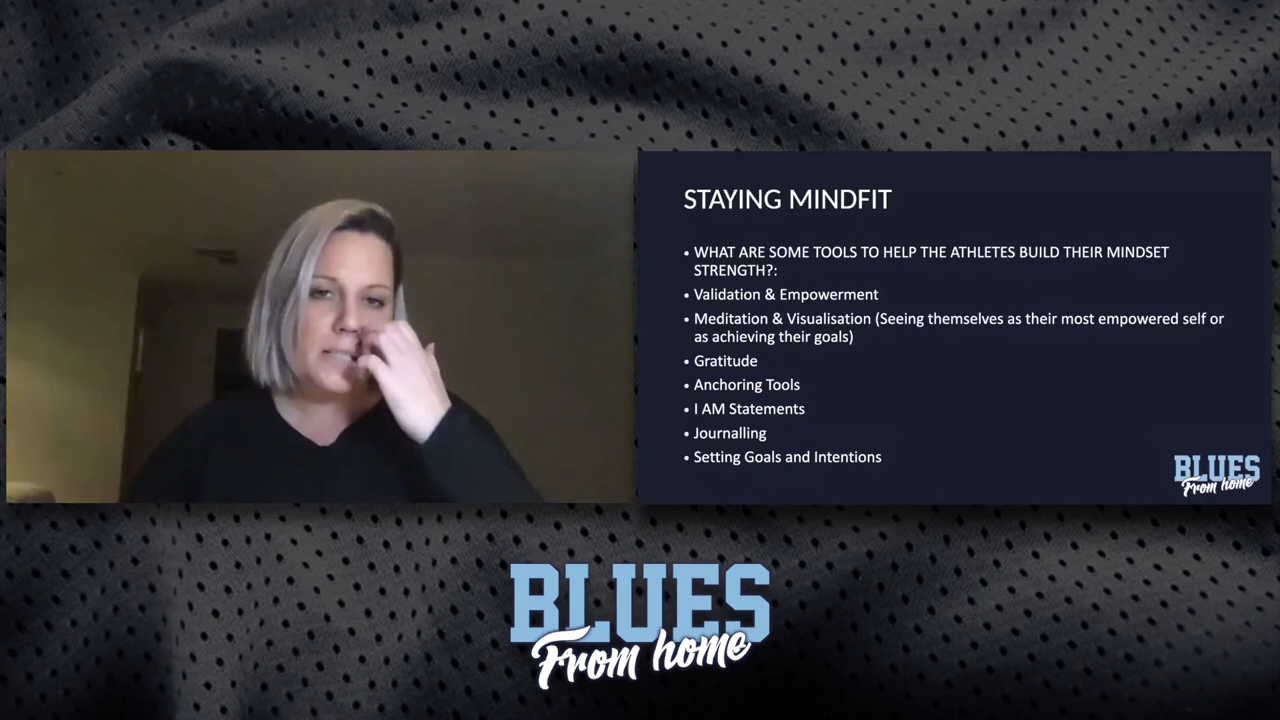 STAYING MINDFIT
• WHAT ARE SOME TOOLS TO HELP THE ATHLETES BUILD THEIR MINDSET
STRENGTH?:
• Validation & Empowerment
• Meditation & Visualisation (Seeing themselves as their most empowered self or
as achieving their goals)
• Gratitude
• Anchoring Tools
• I AM Statements
• Journalling
• Setting Goals and Intentions
BLUES
From home
BLUES
From home